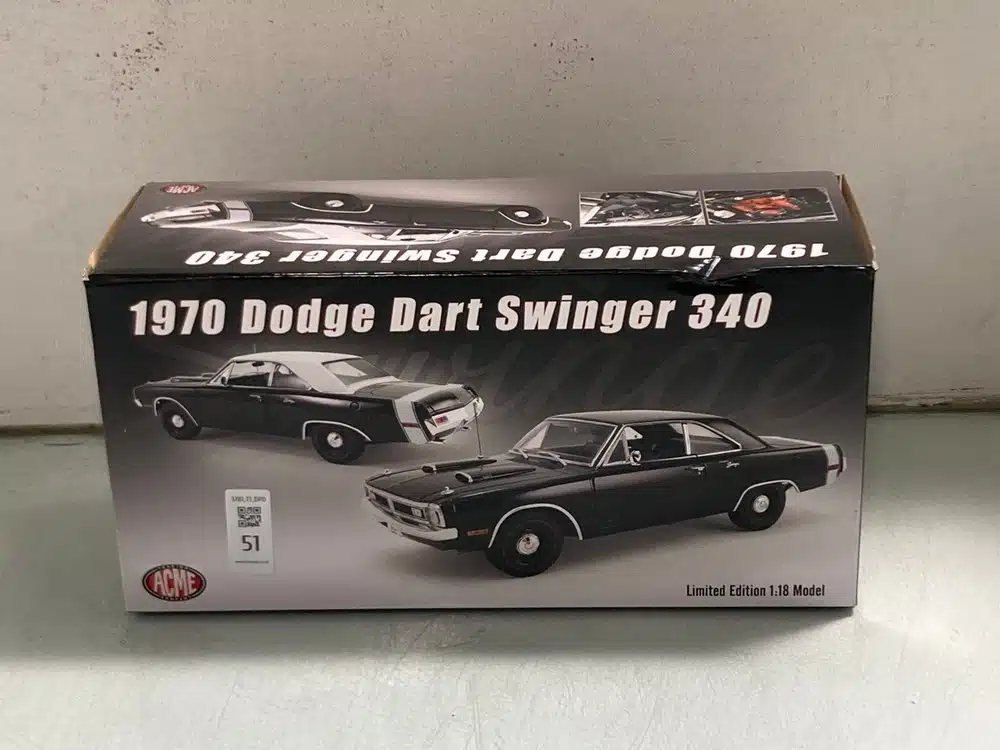 ACME
1970 Dodge Dart Swinger 340
1970 Dodge Dart Swinger 340
51
ACME
Limited Edition 1:18 Model